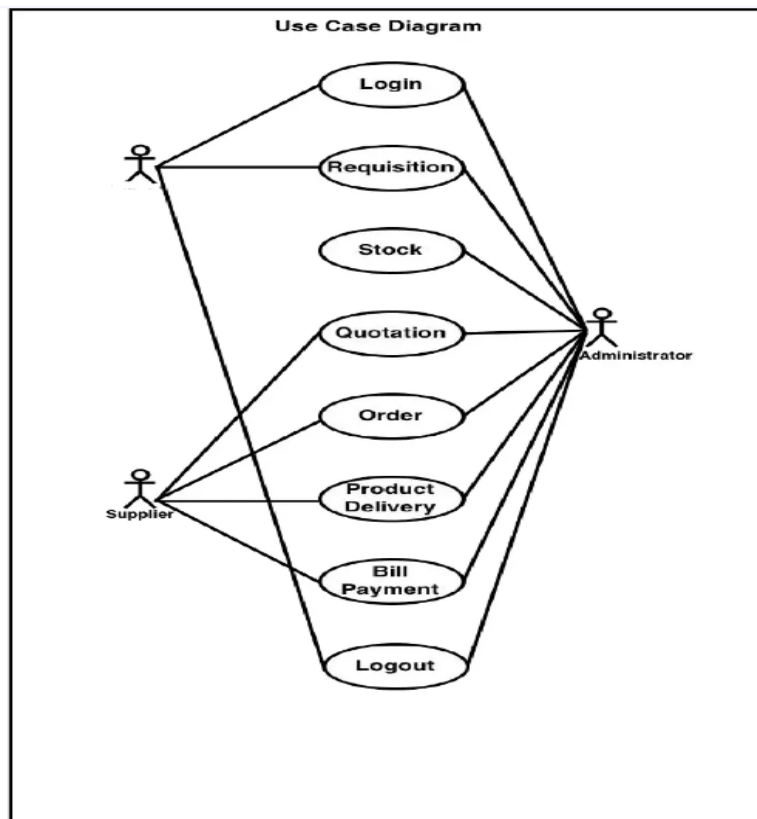 Use Case Diagram
Login
Requisition
Stock
Quotation
Administrator
Order
Product
Delivery
Supplier
Bill
Payment
Logout